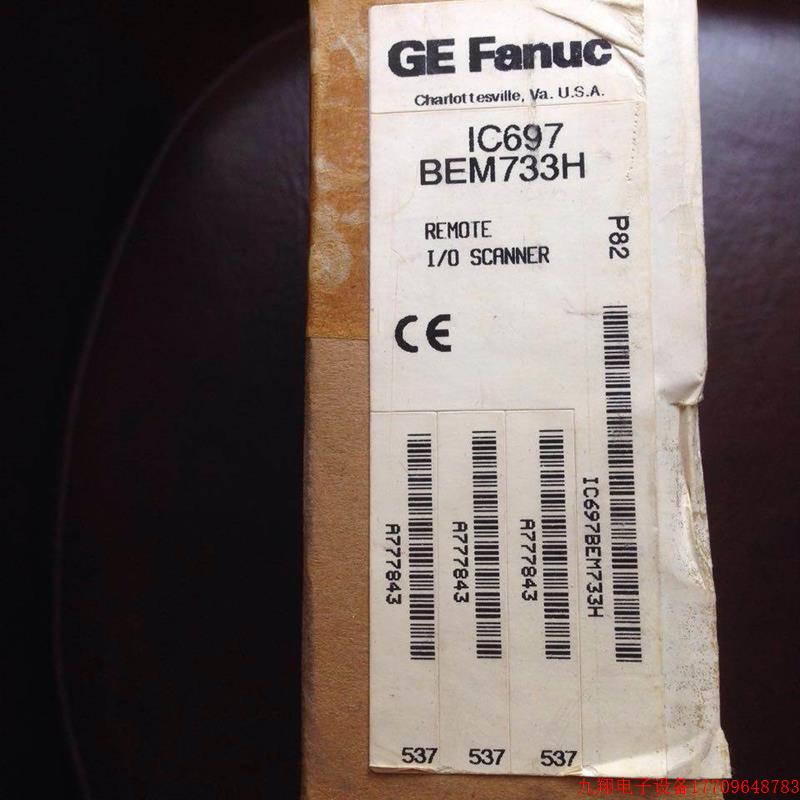 GE Fanuc
Charlottesville, Va. U.S.A.
IC697
BEM733H
REMOTE
I/O SCANNER
P82
CE
A777843
A777843
A777843
IC697BEM733H
537
537
537
九翔电子设备17709648783